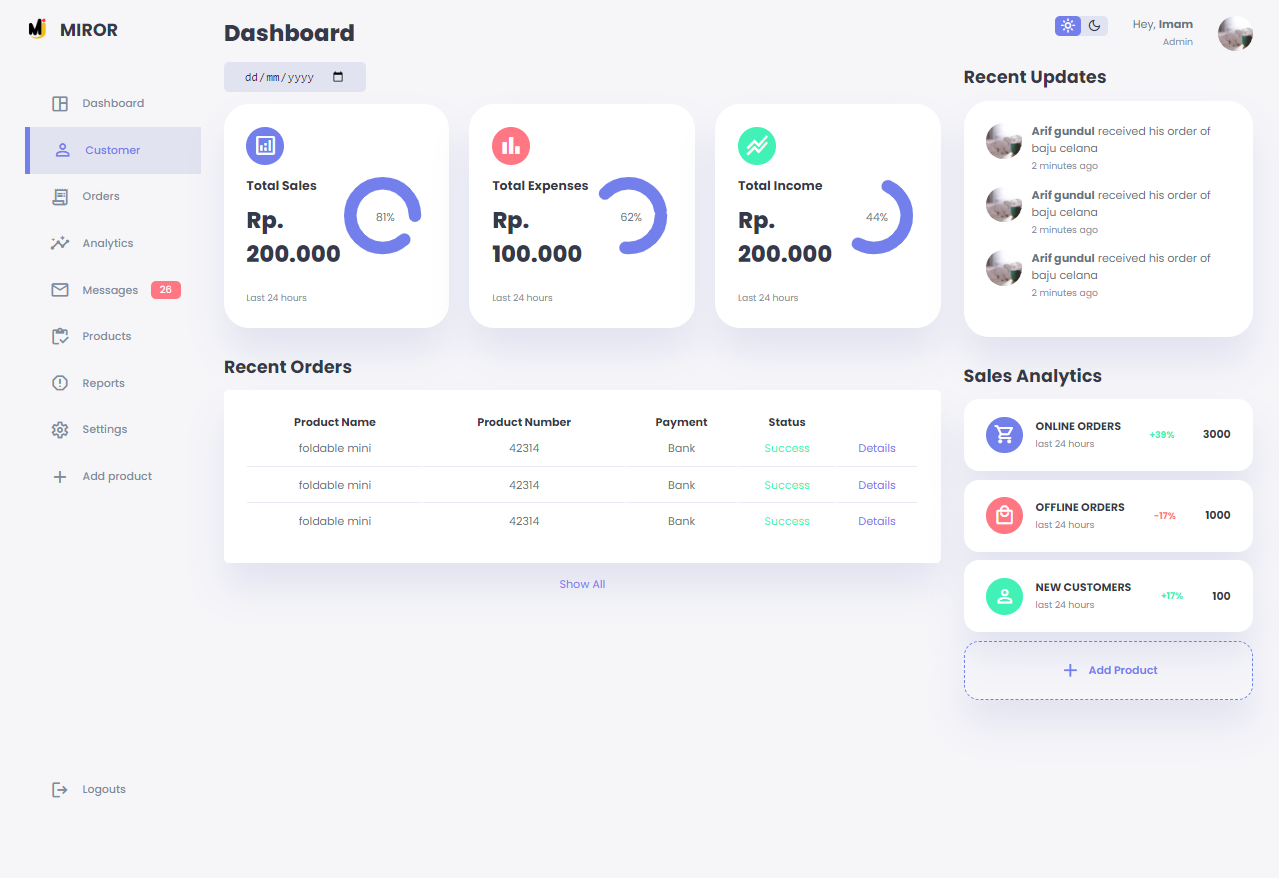 MIROR
Dashboard
Customer
Orders
Analytics
Messages 26
Products
Reports
Settings
Add product
Logouts
Dashboard
dd/mm/yyyy
Total Sales
Rp.
200.000
81%
Last 24 hours
Total Expenses
Rp.
100.000
62%
Last 24 hours
Total Income
Rp.
200.000
44%
Last 24 hours
Recent Orders
Product Name Product Number Payment Status
foldable mini 42314 Bank Success Details
foldable mini 42314 Bank Success Details
foldable mini 42314 Bank Success Details
Show All
Hey, Imam
Admin
Recent Updates
Arif gundul received his order of
baju celana
2 minutes ago
Arif gundul received his order of
baju celana
2 minutes ago
Arif gundul received his order of
baju celana
2 minutes ago
Sales Analytics
ONLINE ORDERS
last 24 hours
+39%
3000
OFFLINE ORDERS
last 24 hours
-17%
1000
NEW CUSTOMERS
last 24 hours
+17%
100
Add Product